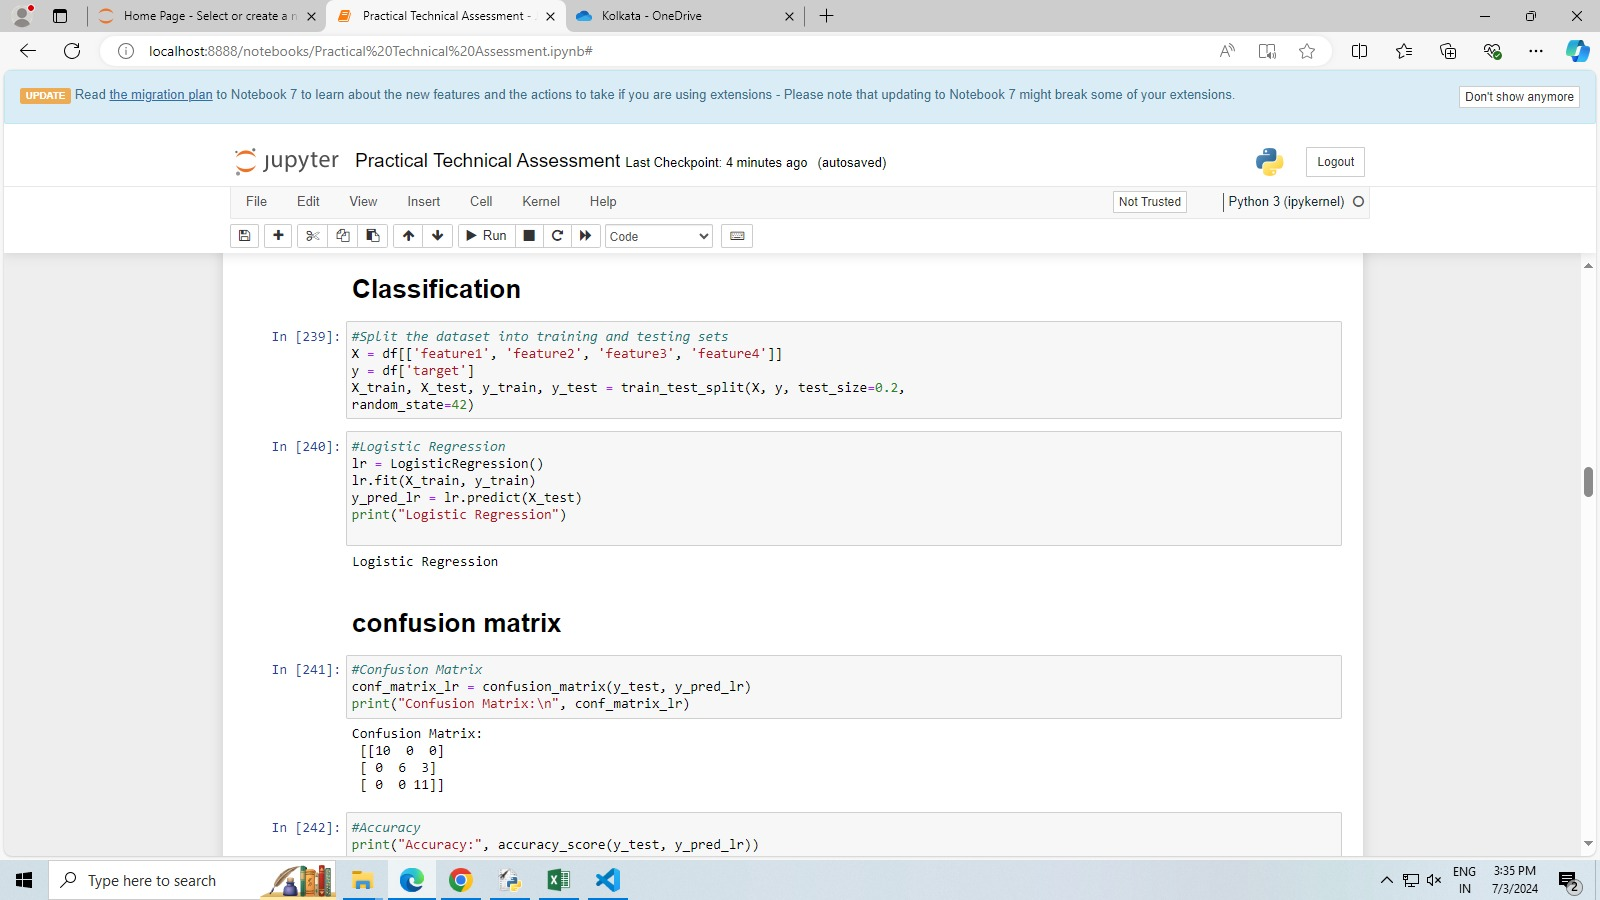 Home Page - Select or create a n
Practical Technical Assessment -
Kolkata - OneDrive
localhost:8888/notebooks/Practical%20Technical%20Assessment.ipynb#
UPDATE Read the migration plan to Notebook 7 to learn about the new features and the actions to take if you are using extensions - Please note that updating to Notebook 7 might break some of your extensions.
Don't show anymore
jupyter Practical Technical Assessment Last Checkpoint: 4 minutes ago (autosaved)
Logout
File Edit View Insert Cell Kernel Help
Not Trusted
Python 3 (ipykernel)
Run
Code
Classification
In [239]: #Split the dataset into training and testing sets
X = df[['feature1', 'feature2', 'feature3', 'feature4']]
y = df['target']
X_train, X_test, y_train, y_test = train_test_split(X, y, test_size=0.2,
random_state=42)
In [240]: #Logistic Regression
lr = LogisticRegression()
lr.fit(X_train, y_train)
y_pred_lr = lr.predict(X_test)
print("Logistic Regression")
Logistic Regression
confusion matrix
In [241]: #Confusion Matrix
conf_matrix_lr = confusion_matrix(y_test, y_pred_lr)
print("Confusion Matrix:\n", conf_matrix_lr)
Confusion Matrix:
[[10 0 0]
[ 0 6 3]
[ 0 0 11]]
In [242]: #Accuracy
print("Accuracy:", accuracy_score(y_test, y_pred_lr))
Type here to search
ENG
IN
3:35 PM
7/3/2024
2